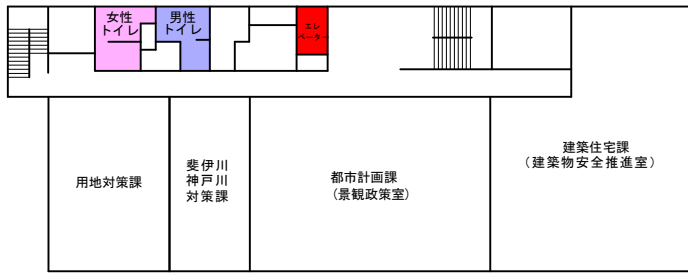 女性
トイレ
男性
トイレ
エレ
ベーター
用地対策課
斐伊川
神戸川
対策課
都市計画課
(景観政策室)
建築住宅課
(建築物安全推進室)